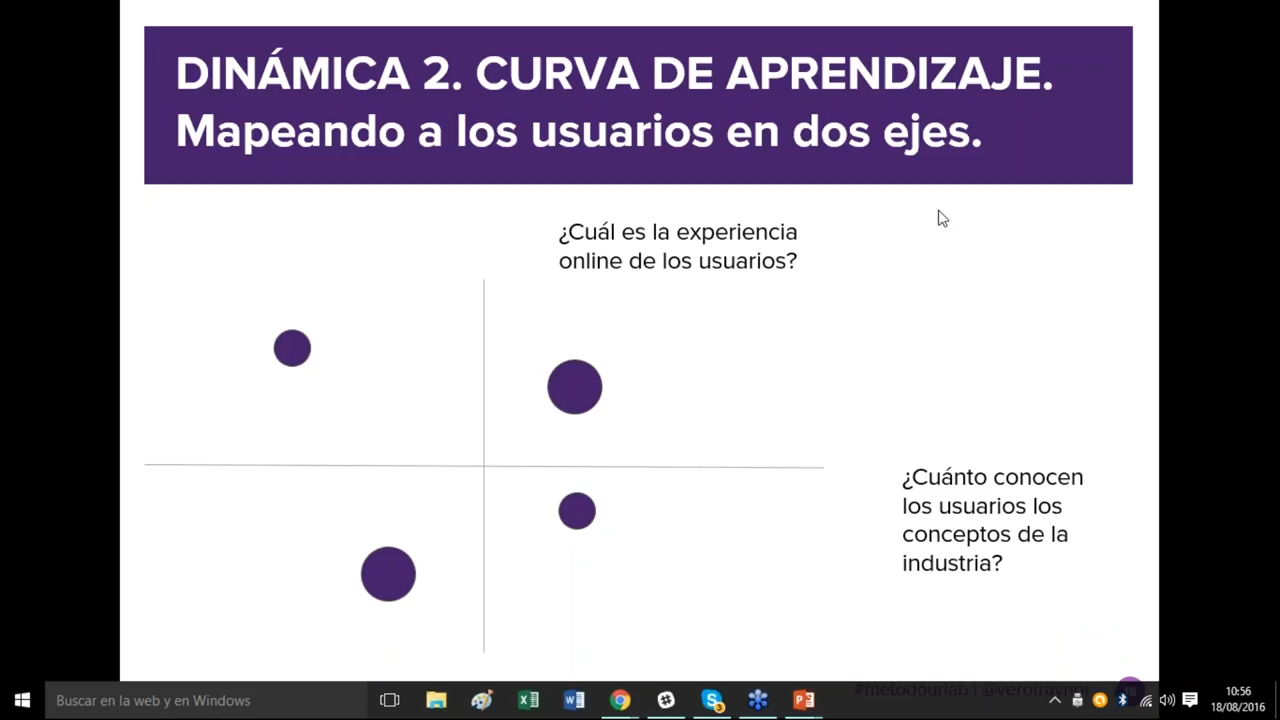 DINÁMICA 2. CURVA DE APRENDIZAJE.
Mapeando a los usuarios en dos ejes.
¿Cuál es la experiencia
online de los usuarios?
¿Cuánto conocen
los usuarios los
conceptos de la
industria?
Buscar en la web y en Windows
3
10:56
18/08/2016